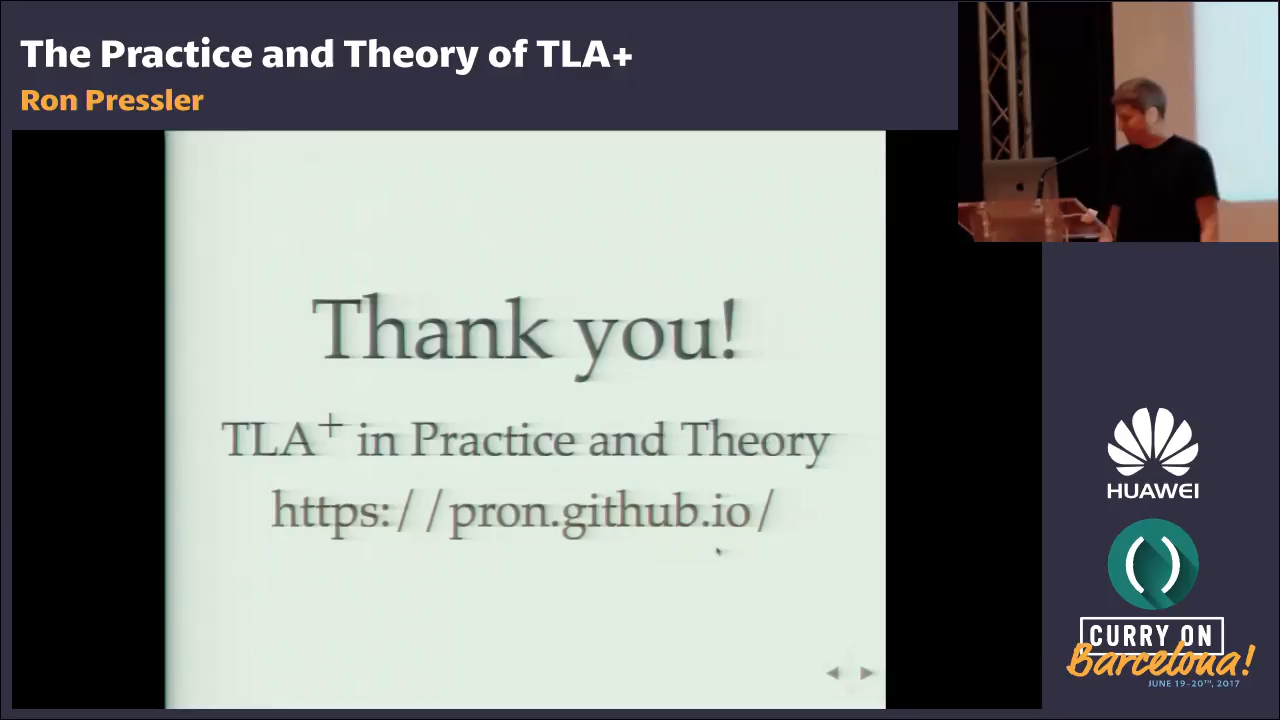 The Practice and Theory of TLA+
Ron Pressler
Thank you!
TLA+ in Practice and Theory
https://pron.github.io/
HUAWEI
CURRY ON
Barcelona!
JUNE 19-20TH, 2017